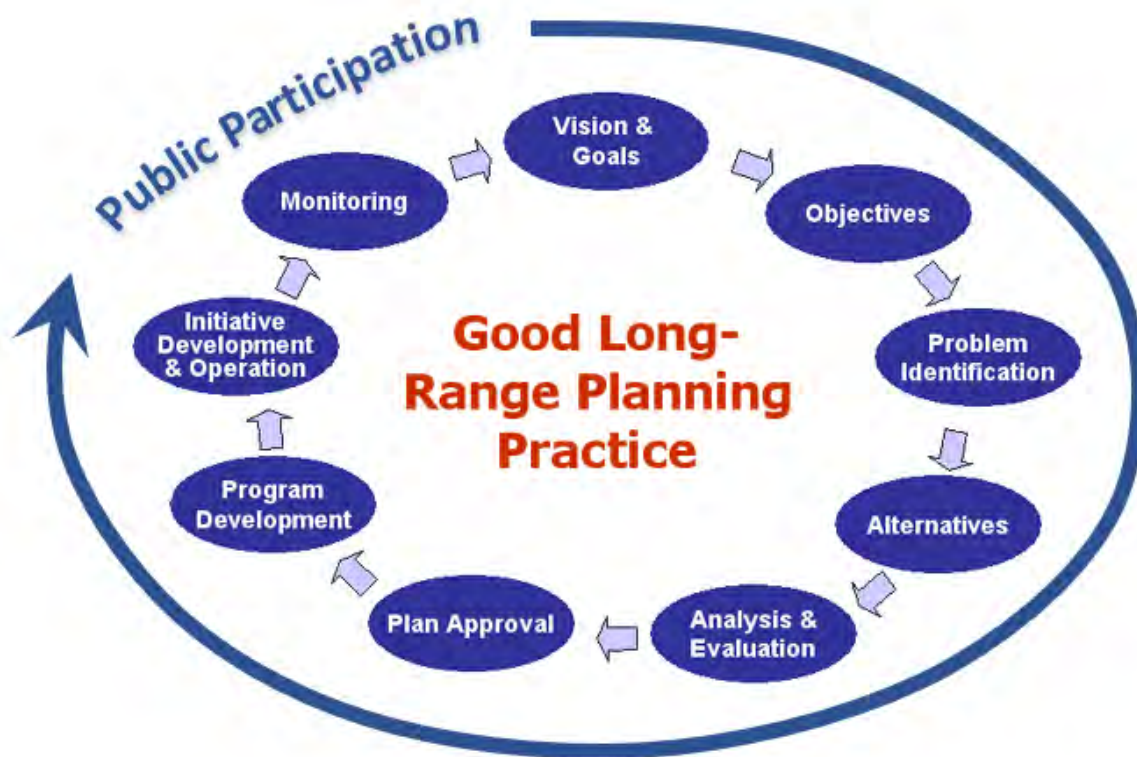 Public Participation
Vision &
Goals
Objectives
Problem
Identification
Alternatives
Analysis &
Evaluation
Plan Approval
Program
Development
Initiative
Development
& Operation
Monitoring
Good Long-
Range Planning
Practice